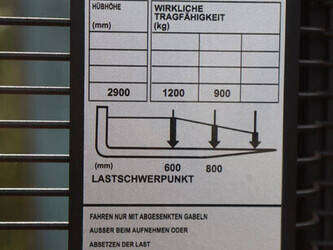 HUBHÖHE
WIRKLICHE
TRAGFÄHIGKEIT
(mm)
(kg)
2900 1200 900
(mm) 600 800
LASTSCHWERPUNKT
FAHREN NUR MIT ABGESENKTEN GABELN
AUSSER BEIM AUFNEHMEN ODER
ABSETZEN DER LAST